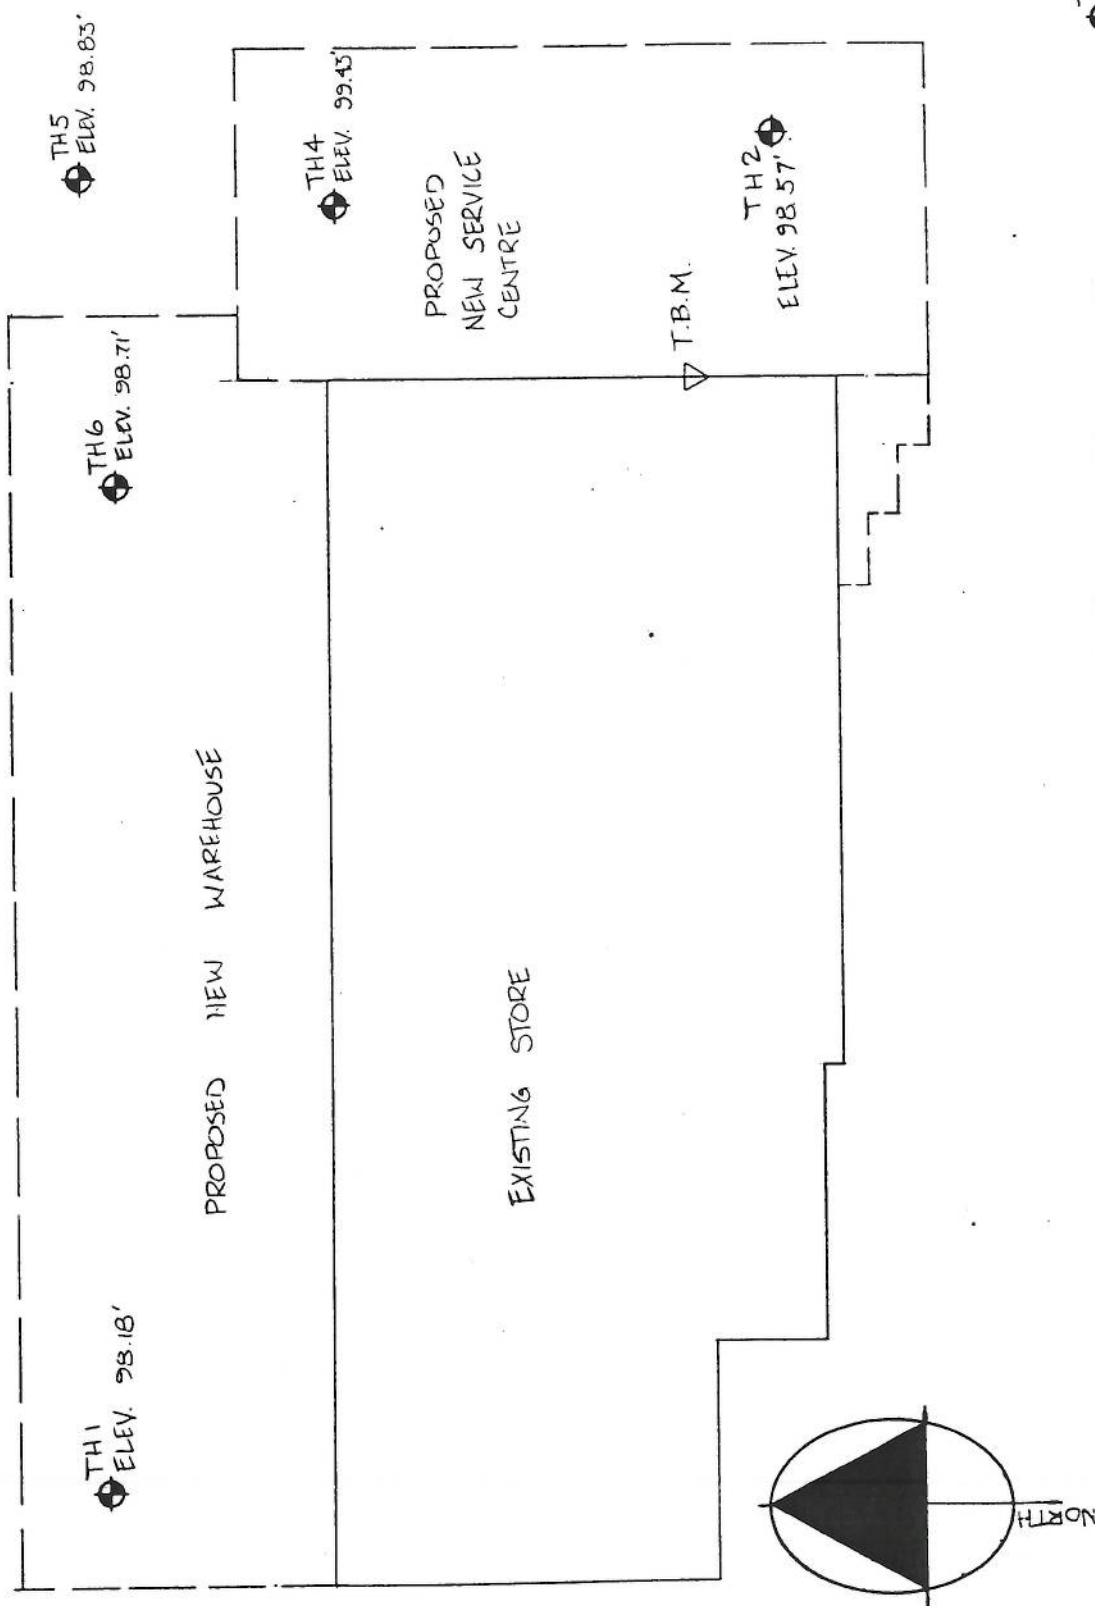 TH5
ELEV. 98.83'
TH4
ELEV. 99.43'
TH6
ELEV. 98.71'
PROPOSED
NEW SERVICE
CENTRE
TH2
ELEV. 98.57'
T.B.M.
PROPOSED NEW WAREHOUSE
EXISTING STORE
TH1
ELEV. 98.18'
NORTH